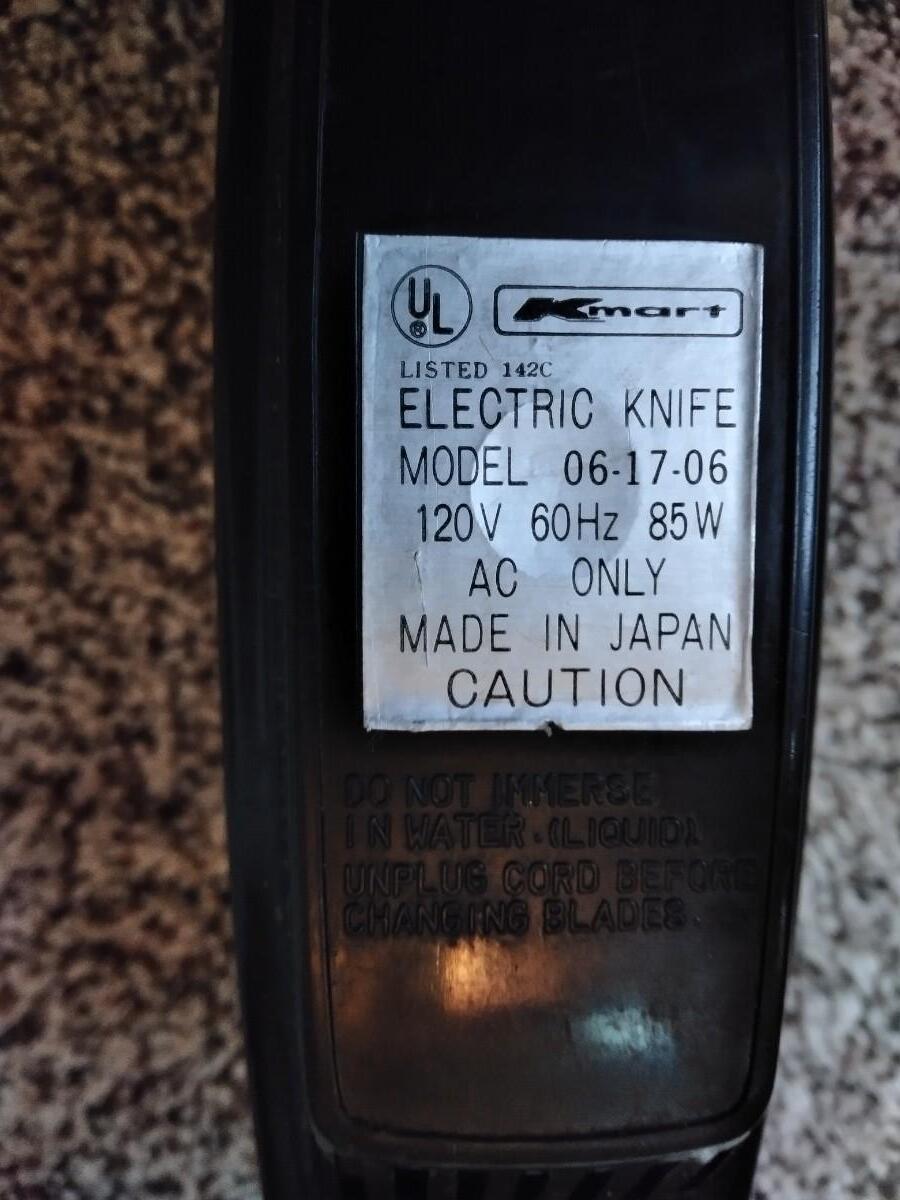 UL ® Kmart
LISTED 142C
ELECTRIC KNIFE
MODEL 06-17-06
120V 60Hz 85W
AC ONLY
MADE IN JAPAN
CAUTION
DO NOT IMMERSE
IN WATER.(LIQUID)
UNPLUG CORD BEFORE
CHANGING BLADES.